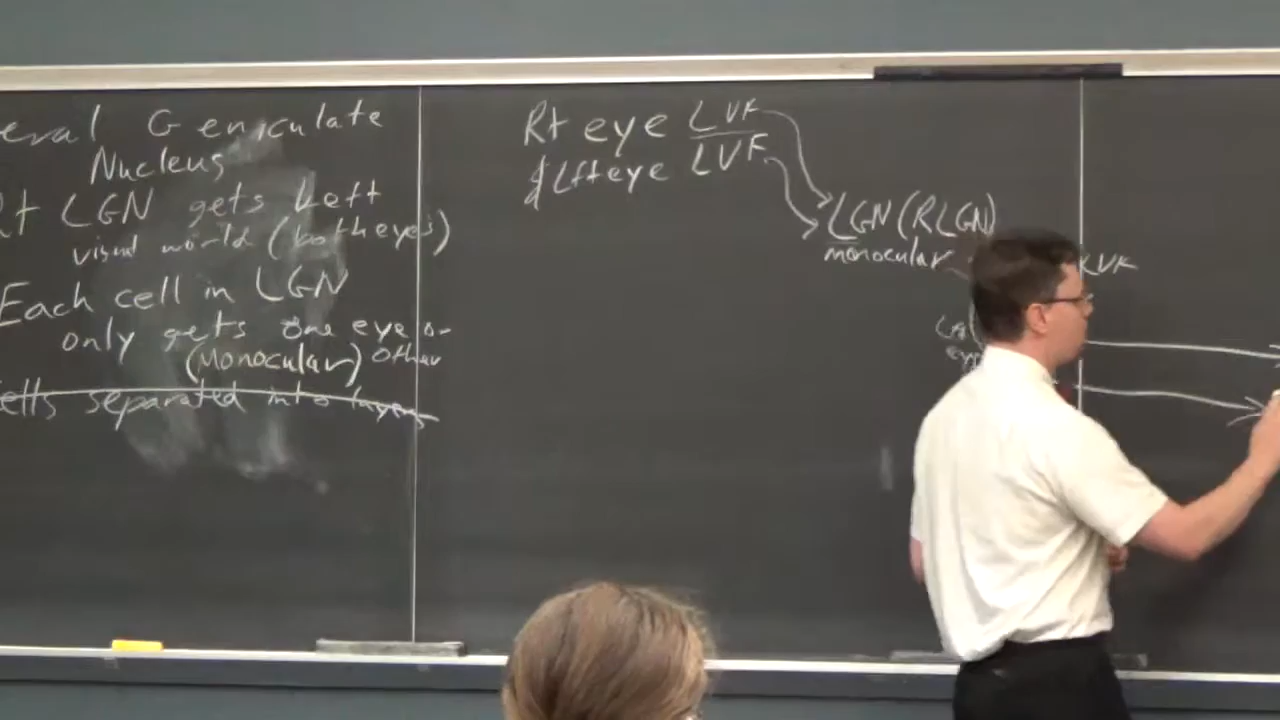 eral Geniculate
Nucleus
Rt LGN gets Left
visual world (both eyes)
Each cell in LGN
only gets one eye or
(Monocular) other
ells separated into layers
Rt eye LVF
& Lft eye LVF
LGN (RLGN)
monocular